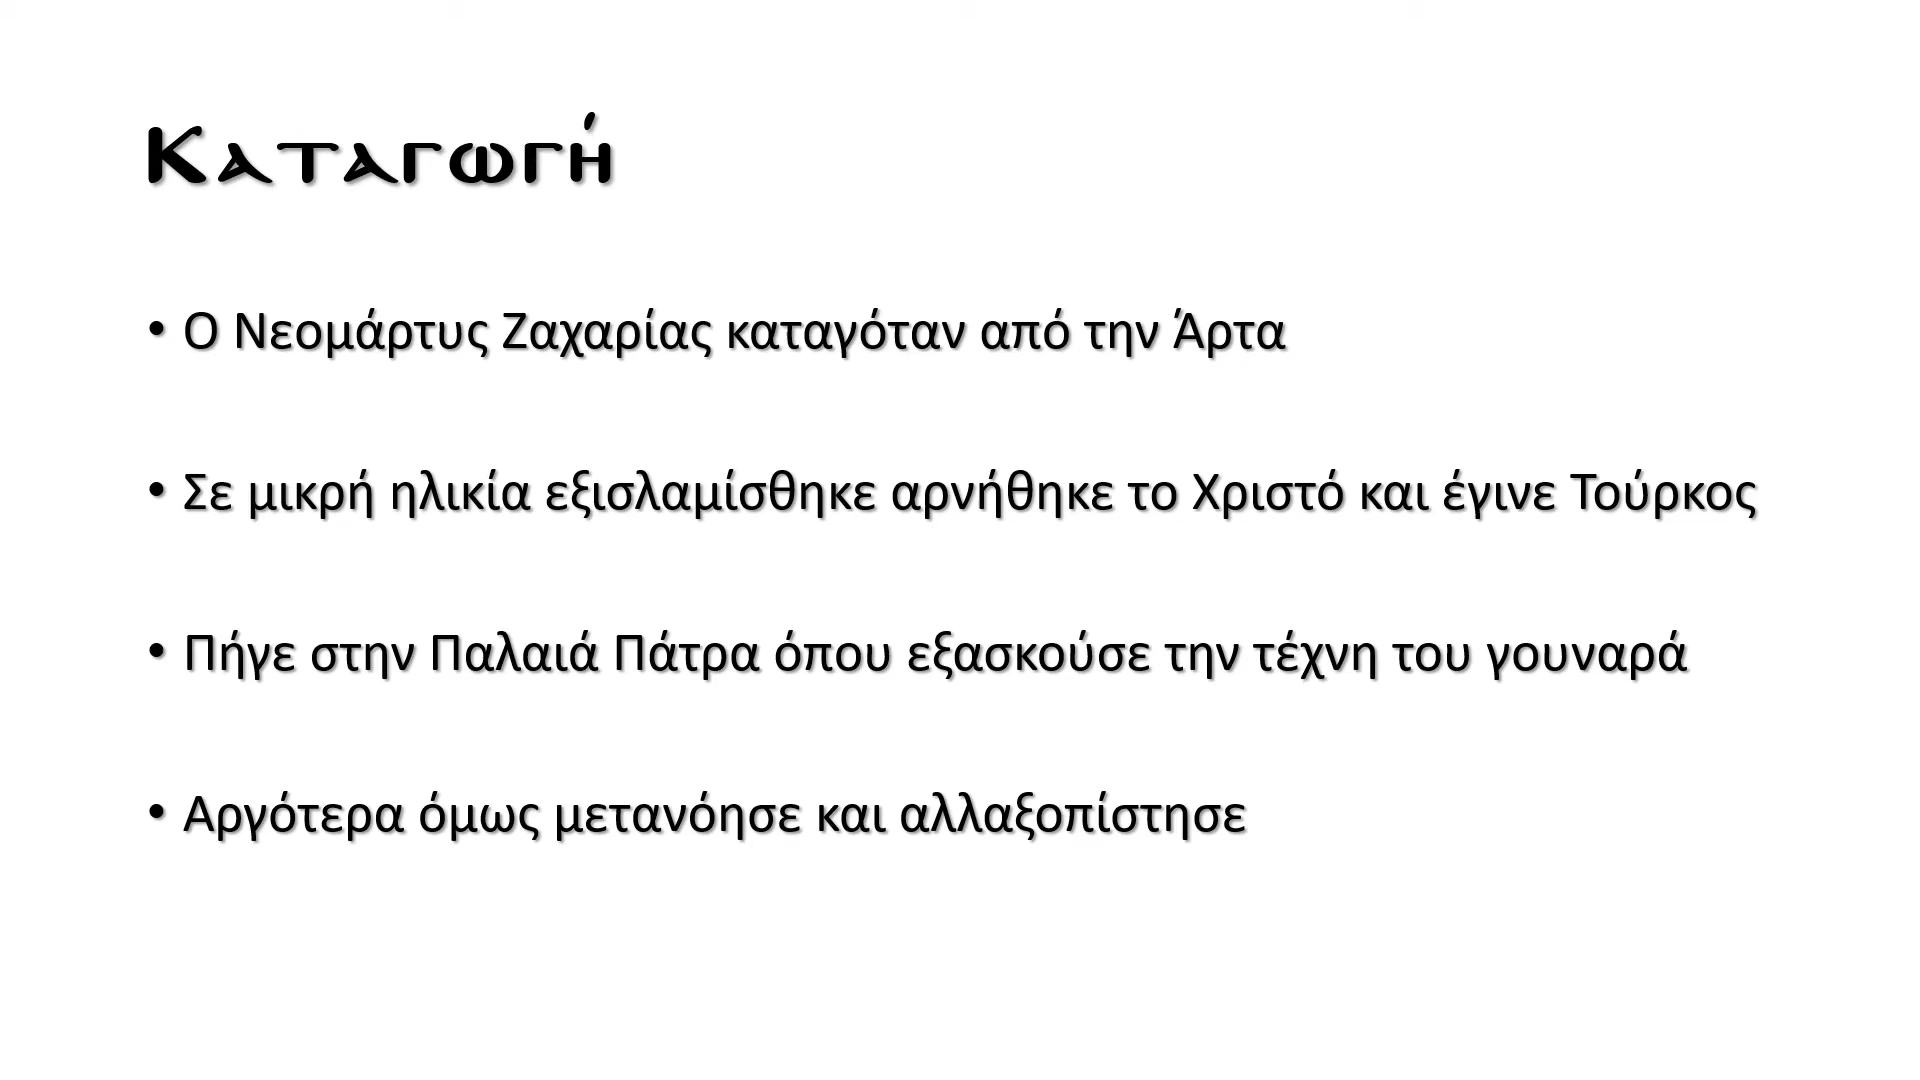 Καταγωγή
• Ο Νεομάρτυς Ζαχαρίας καταγόταν από την Άρτα
• Σε μικρή ηλικία εξισλαμίσθηκε αρνήθηκε το Χριστό και έγινε Τούρκος
• Πήγε στην Παλαιά Πάτρα όπου εξασκούσε την τέχνη του γουναρά
• Αργότερα όμως μετανόησε και αλλαξοπίστησε